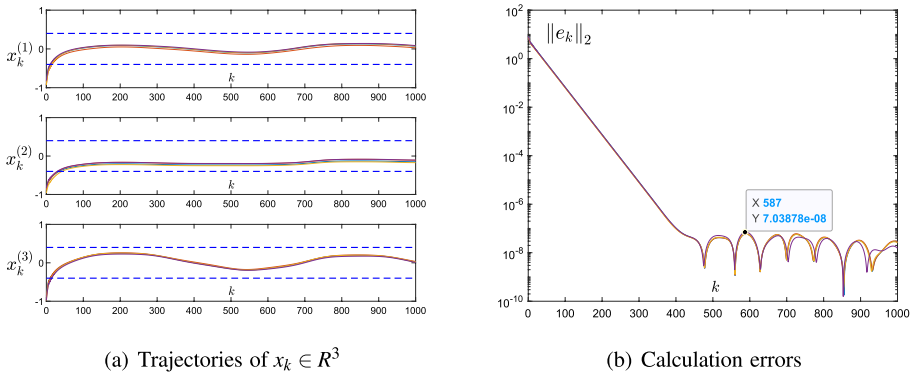 1
x_k^{(1)} 0
k
-1
0 100 200 300 400 500 600 700 800 900 1000
1
x_k^{(2)} 0
k
-1
0 100 200 300 400 500 600 700 800 900 1000
1
x_k^{(3)} 0
k
-1
0 100 200 300 400 500 600 700 800 900 1000
(a) Trajectories of x_k ∈ R^3
10^2
‖e_k‖_2
10^0
10^{-2}
10^{-4}
10^{-6}
X 587
Y 7.03878e-08
10^{-8}
k
10^{-10}
0 100 200 300 400 500 600 700 800 900 1000
(b) Calculation errors